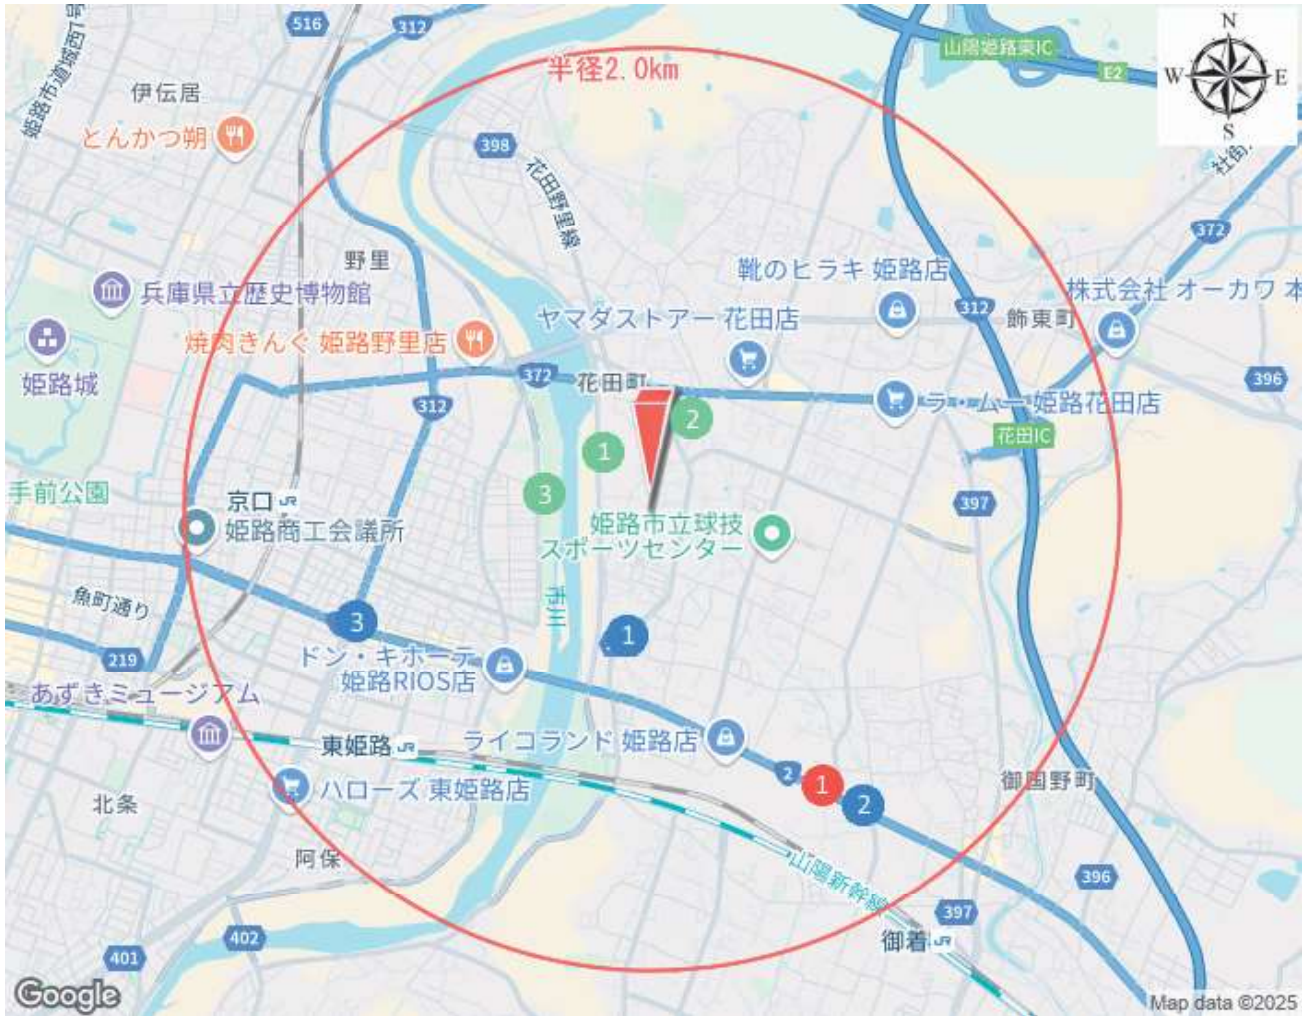 516
312
山陽姫路東IC
N
半径2.0km
E2
W
E
S
姫路市道城西7号
伊伝居
とんかつ朔
398
花田野里線
社街
372
野里
靴のヒラキ 姫路店
兵庫県立歴史博物館
株式会社 オーカワ 本
312
飾東町
ヤマダストアー 花田店
焼肉きんぐ 姫路野里店
姫路城
372
花田町
396
312
ラ・ムー 姫路花田店
2
花田IC
1
手前公園
京口 JR
3
397
姫路商工会議所
姫路市立球技
スポーツセンター
魚町通り
市川
3
1
219
ドン・キホーテ
姫路RIOS店
あずきミュージアム
東姫路 JR
ライコランド 姫路店
2
1
2
御国野町
ハローズ 東姫路店
北条
阿保
山陽新幹線
396
397
402
御着 JR
401
Google
Map data ©2025